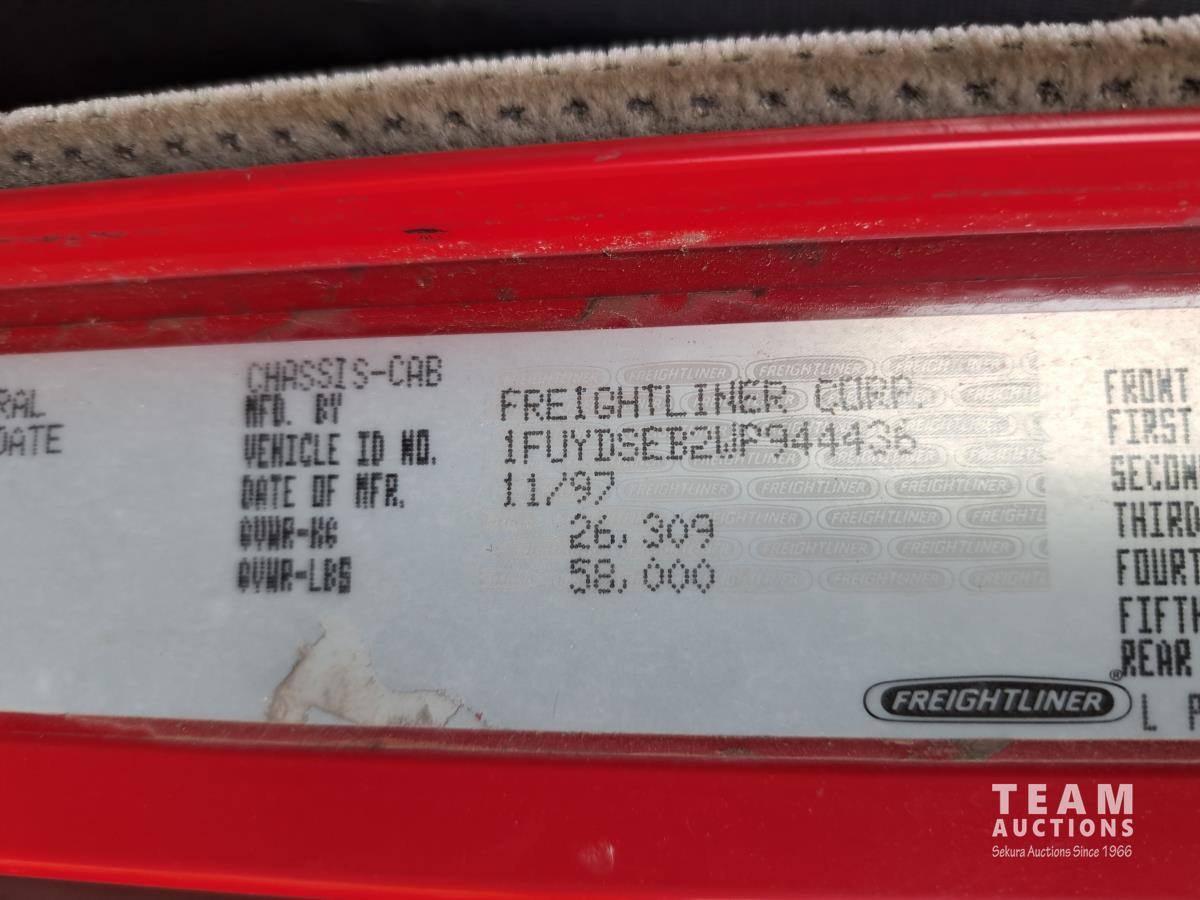 RAL
DATE
CHASSIS-CAB
MFD. BY FREIGHTLINER CORP.
VEHICLE ID NO. 1FUYDSEB2WP944436
DATE OF MFR. 11/97
GVWR-KG 26,309
GVWR-LBS 58,000
FRONT
FIRST
SECON
THIRD
FOURT
FIFTH
REAR
FREIGHTLINER®
L P
TEAM
AUCTIONS
Sekura Auctions Since 1966